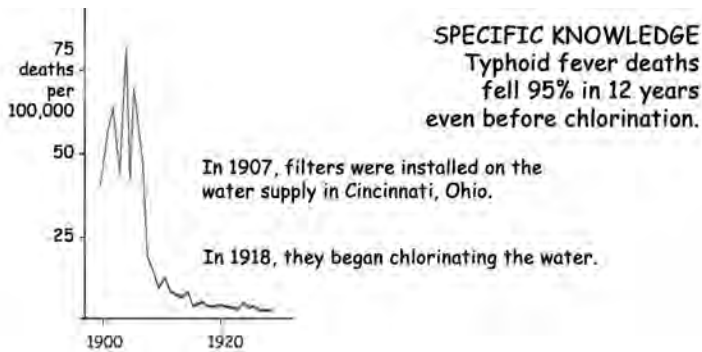 SPECIFIC KNOWLEDGE
Typhoid fever deaths
fell 95% in 12 years
even before chlorination.
75
deaths
per
100,000
50
25
In 1907, filters were installed on the
water supply in Cincinnati, Ohio.
In 1918, they began chlorinating the water.
1900
1920